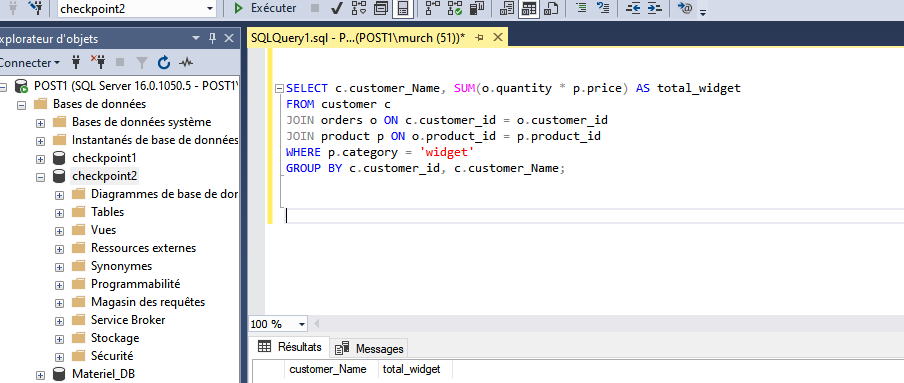 checkpoint2
Exécuter
xplorateur d'objets
SQLQuery1.sql - P...(POST1\murch (51))*
Connecter
POST1 (SQL Server 16.0.1050.5 - POST1\
Bases de données
Bases de données système
Instantanés de base de données
checkpoint1
checkpoint2
Diagrammes de base de don
Tables
Vues
Ressources externes
Synonymes
Programmabilité
Magasin des requêtes
Service Broker
Stockage
Sécurité
Materiel_DB
SELECT c.customer_Name, SUM(o.quantity * p.price) AS total_widget
FROM customer c
JOIN orders o ON c.customer_id = o.customer_id
JOIN product p ON o.product_id = p.product_id
WHERE p.category = 'widget'
GROUP BY c.customer_id, c.customer_Name;
100 %
Résultats
Messages
customer_Name total_widget